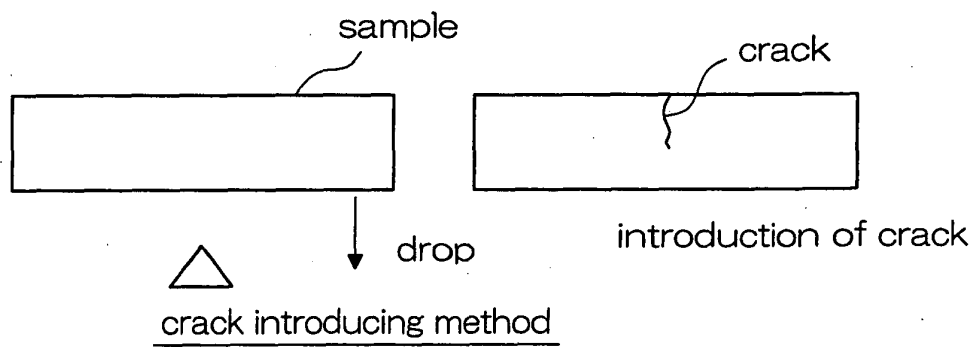 sample
crack
drop
introduction of crack
crack introducing method